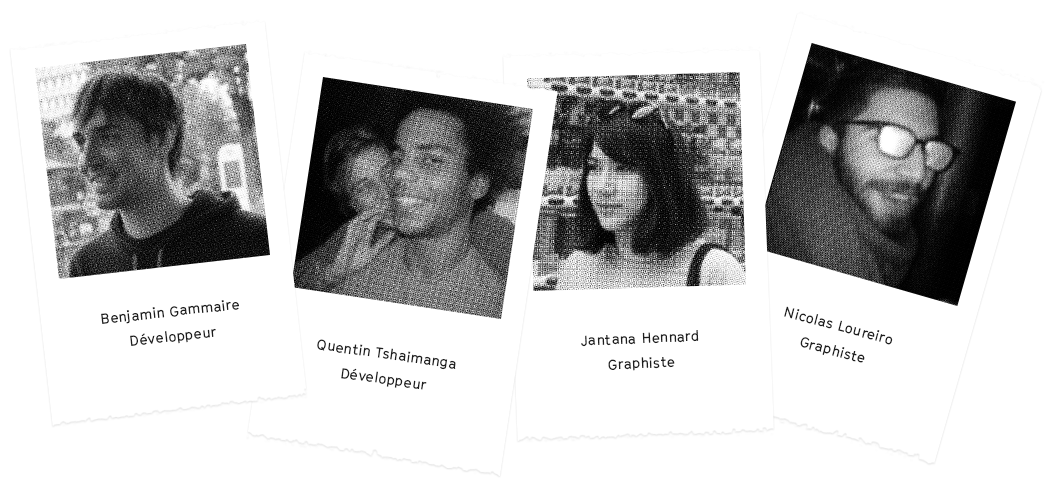 Benjamin Gammaire
Développeur
Quentin Tshaimanga
Développeur
Jantana Hennard
Graphiste
Nicolas Loureiro
Graphiste